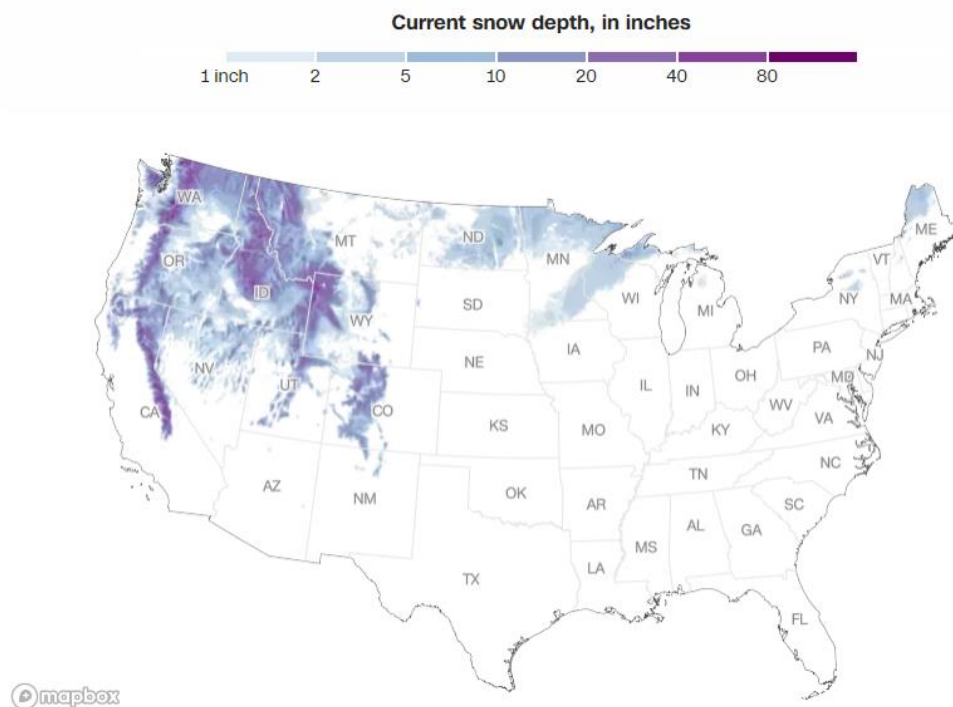 Current snow depth, in inches
1 inch 2 5 10 20 40 80
WA
ME
MT
ND
VT
OR
MN
ID
SD
WI
NY
MA
WY
MI
IA
PA
NJ
NE
NV
OH
MD
UT
IL
IN
CO
WV
CA
VA
KS
MO
KY
NC
TN
AZ
OK
NM
AR
SC
AL
GA
MS
LA
TX
FL
mapbox